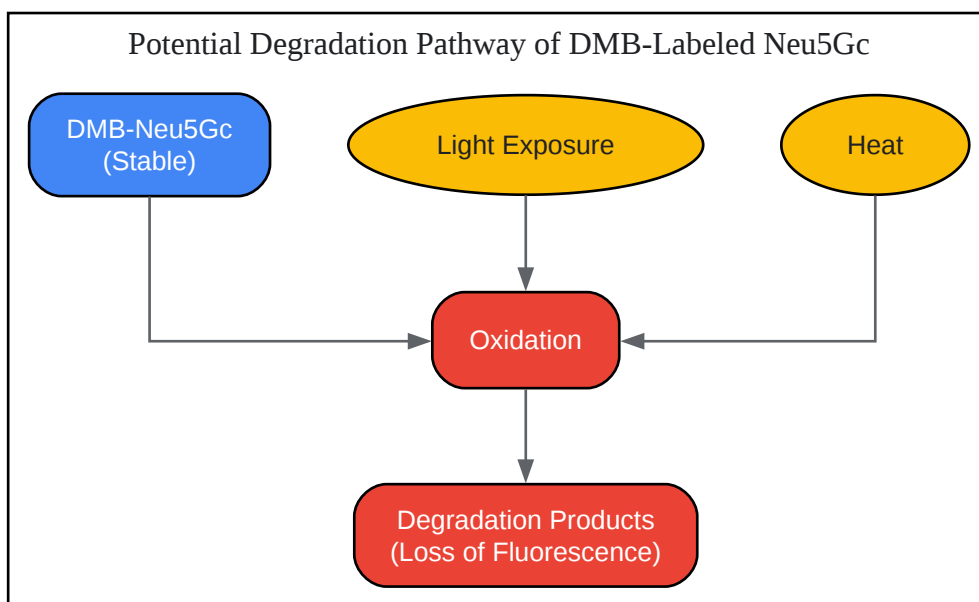 Potential Degradation Pathway of DMB-Labeled Neu5Gc
DMB-Neu5Gc
(Stable)
Light Exposure
Heat
Oxidation
Degradation Products
(Loss of Fluorescence)